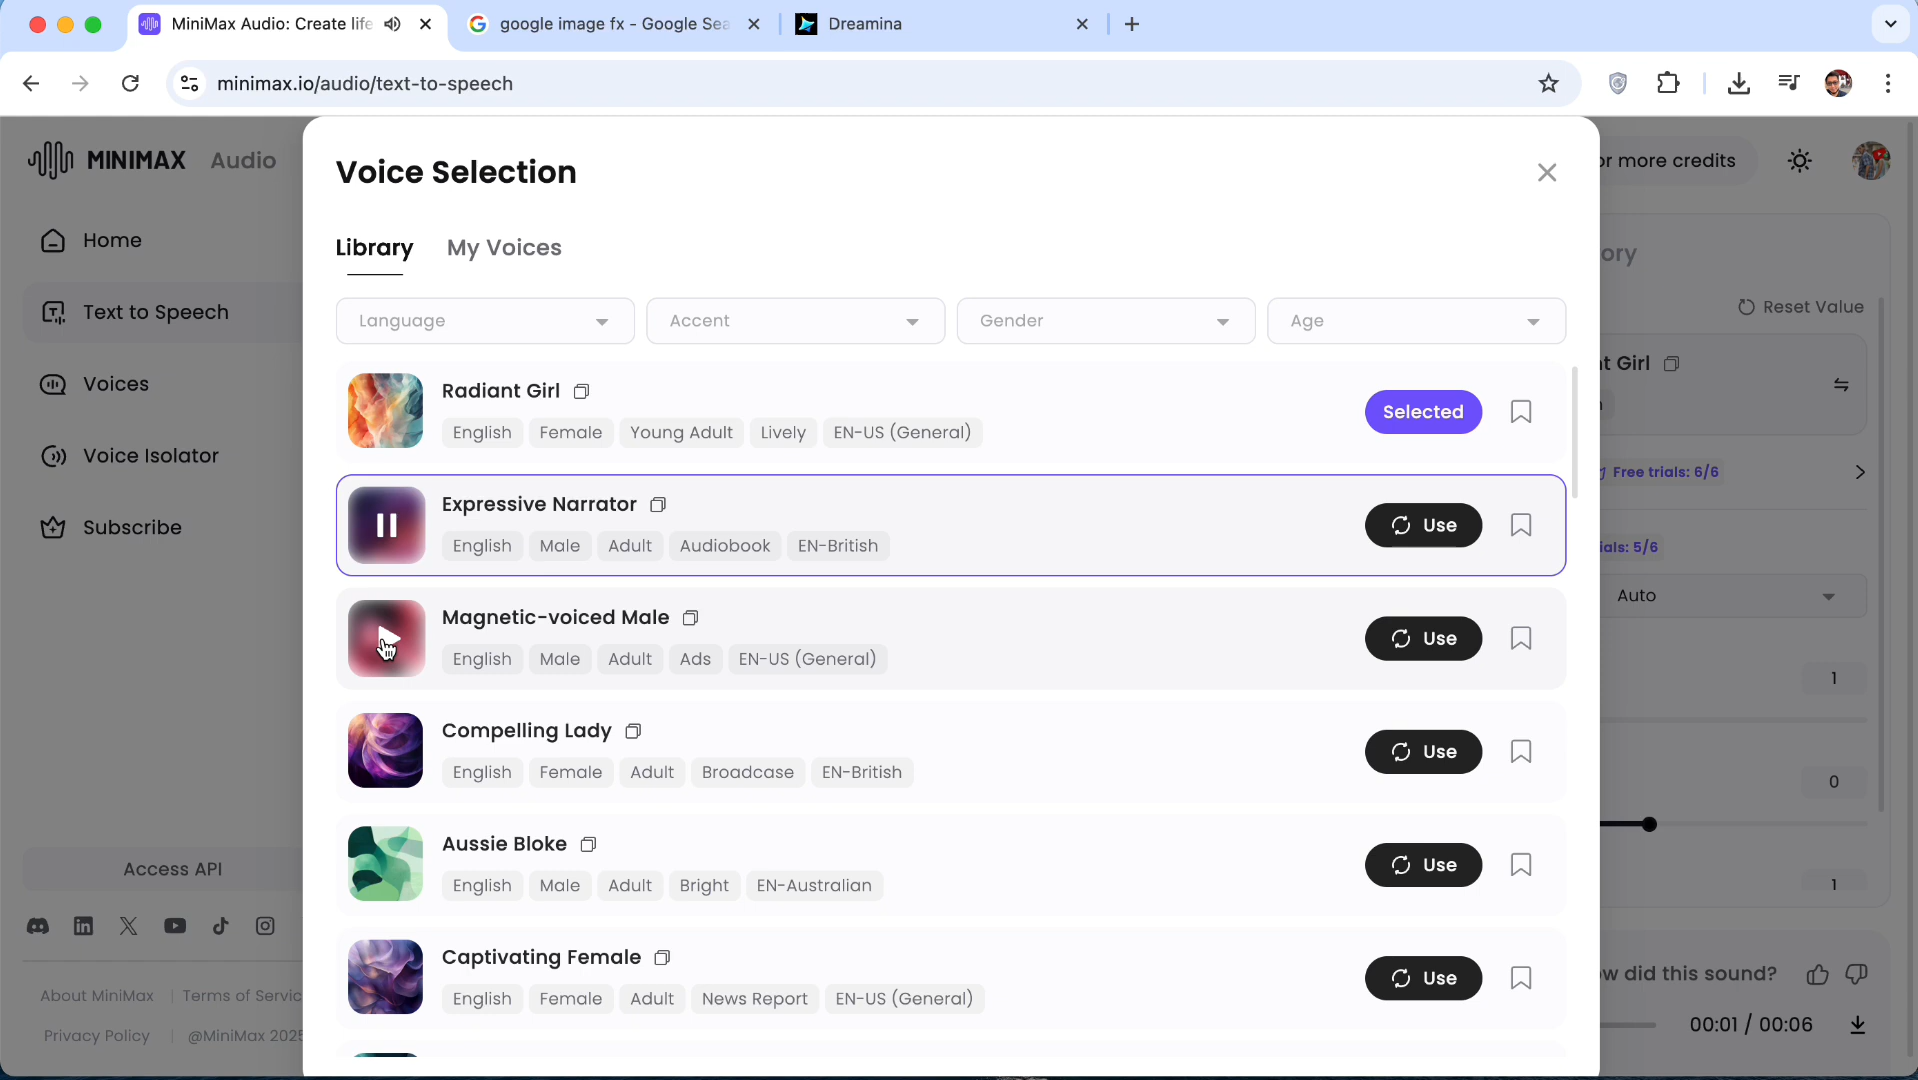 MiniMax Audio: Create life
google image fx - Google Sea
Dreamina
minimax.io/audio/text-to-speech
MINIMAX Audio
or more credits
Home
Text to Speech
Voices
Voice Isolator
Subscribe
Access API
About MiniMax | Terms of Servic
Privacy Policy | @MiniMax 2025
Voice Selection
Library
My Voices
Language
Accent
Gender
Age
Radiant Girl
English Female Young Adult Lively EN-US (General)
Selected
Expressive Narrator
English Male Adult Audiobook EN-British
Use
Magnetic-voiced Male
English Male Adult Ads EN-US (General)
Use
Compelling Lady
English Female Adult Broadcase EN-British
Use
Aussie Bloke
English Male Adult Bright EN-Australian
Use
Captivating Female
English Female Adult News Report EN-US (General)
Use
ory
Reset Value
t Girl
Free trials: 6/6
ials: 5/6
Auto
1
0
1
w did this sound?
00:01 / 00:06